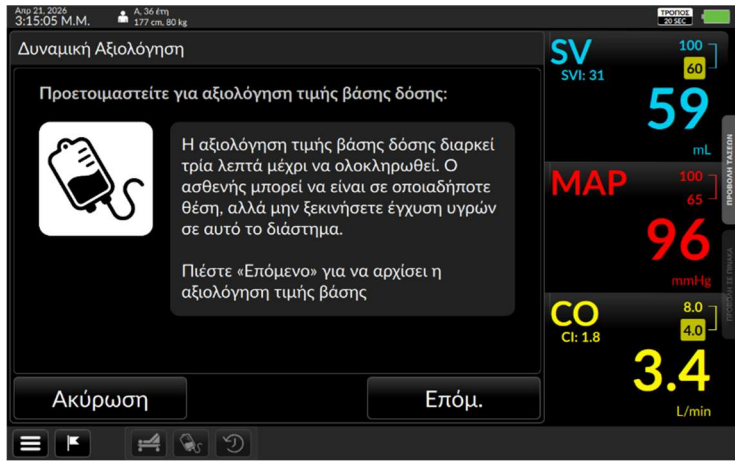 Απρ 21, 2026
3:15:05 Μ.Μ.
Α, 36 έτη
177 cm, 80 kg
ΤΡΟΠΟΣ
20 SEC
Δυναμική Αξιολόγηση
Προετοιμαστείτε για αξιολόγηση τιμής βάσης δόσης:
Η αξιολόγηση τιμής βάσης δόσης διαρκεί
τρία λεπτά μέχρι να ολοκληρωθεί. Ο
ασθενής μπορεί να είναι σε οποιαδήποτε
θέση, αλλά μην ξεκινήσετε έγχυση υγρών
σε αυτό το διάστημα.
Πιέστε «Επόμενο» για να αρχίσει η
αξιολόγηση τιμής βάσης
Ακύρωση
Επόμ.
SV
SVI: 31
100
60
59
mL
MAP
100
65
96
mmHg
CO
CI: 1.8
8.0
4.0
3.4
L/min
ΠΡΟΒΟΛΗ ΤΑΣΕΩΝ
ΠΡΟΒΟΛΗ ΣΕ ΠΙΝΑΚΑ